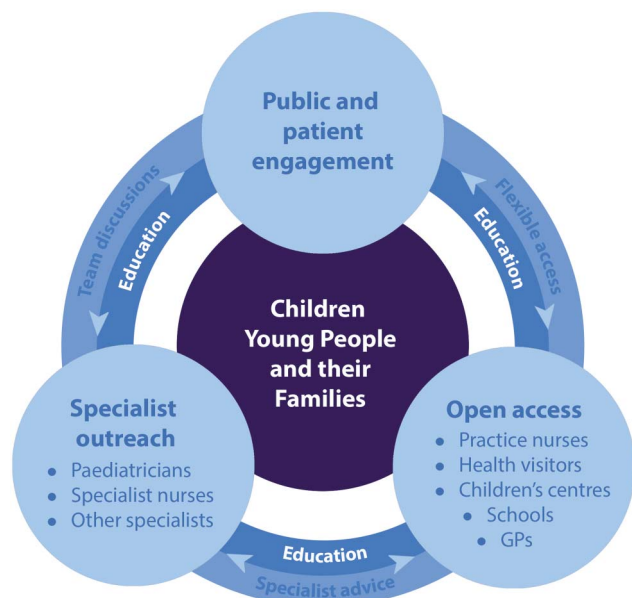 Public and
patient
engagement
Team discussions
Education
Flexible access
Education
Children
Young People
and their
Families
Specialist
outreach
• Paediatricians
• Specialist nurses
• Other specialists
Open access
• Practice nurses
• Health visitors
• Children’s centres
• Schools
• GPs
Education
Specialist advice